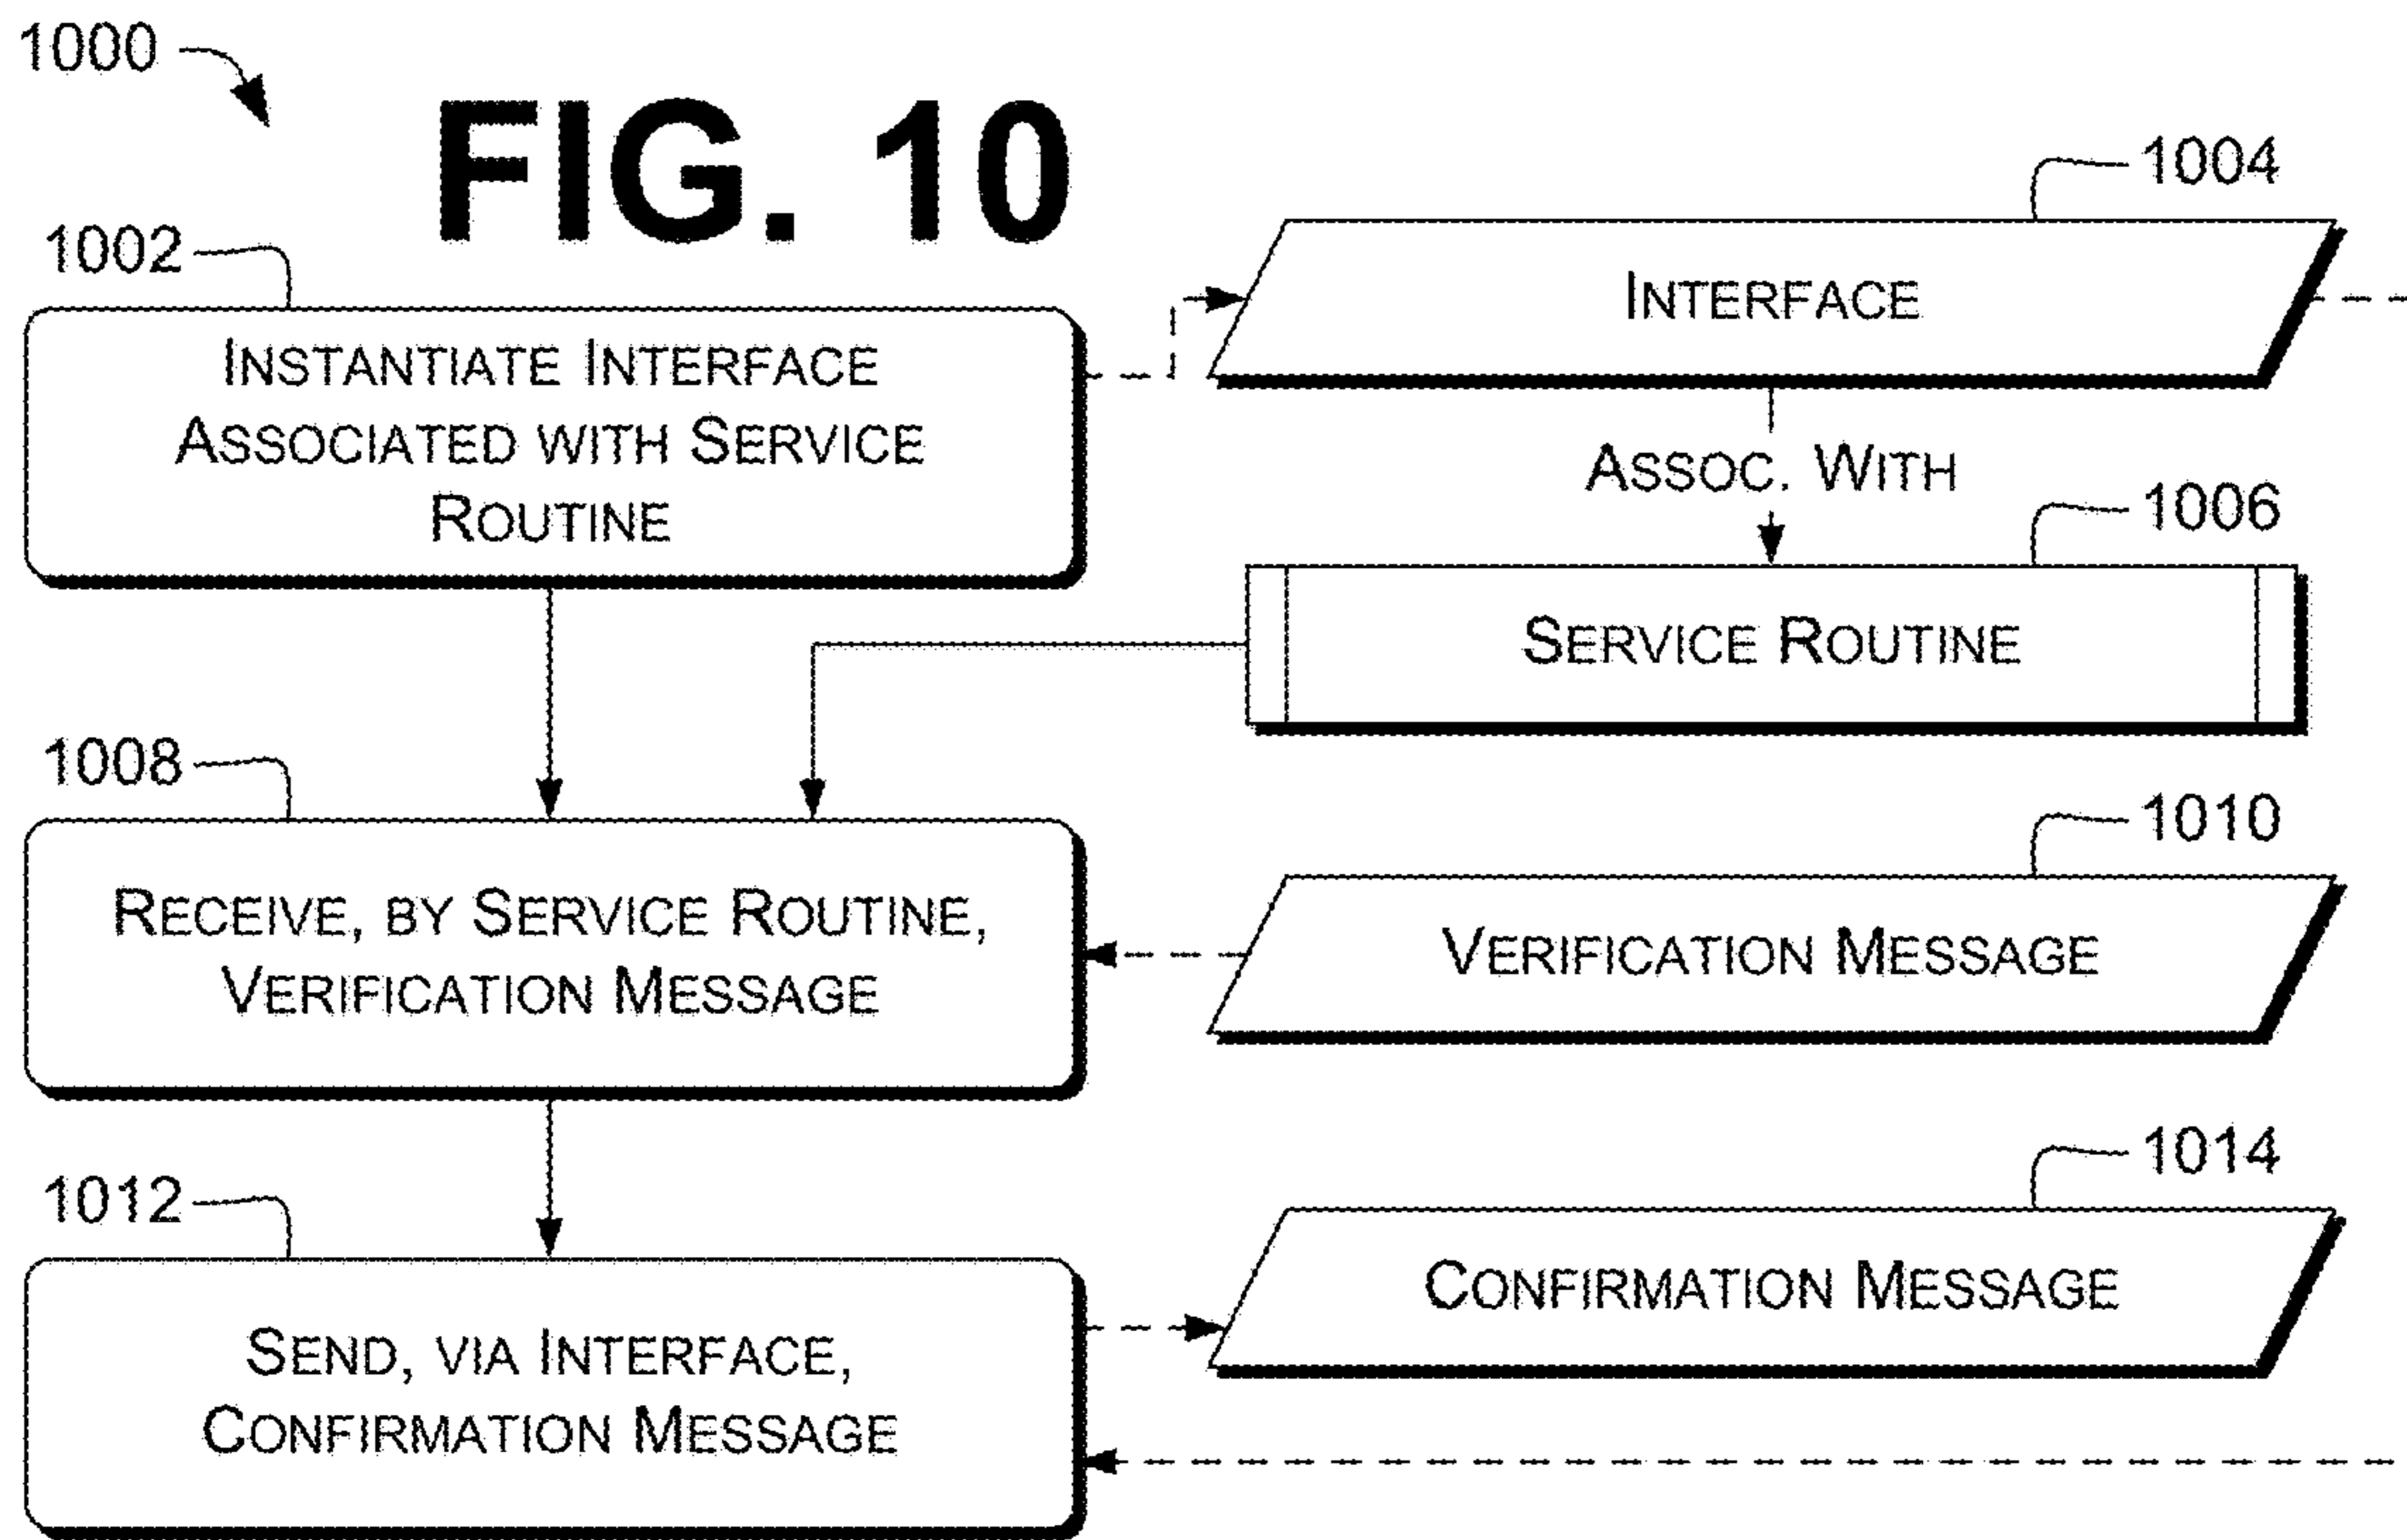 1000
FIG. 10
1002
INSTANTIATE INTERFACE
ASSOCIATED WITH SERVICE
ROUTINE
1004
INTERFACE
ASSOC. WITH
1006
SERVICE ROUTINE
1008
RECEIVE, BY SERVICE ROUTINE,
VERIFICATION MESSAGE
1010
VERIFICATION MESSAGE
1012
SEND, VIA INTERFACE,
CONFIRMATION MESSAGE
1014
CONFIRMATION MESSAGE